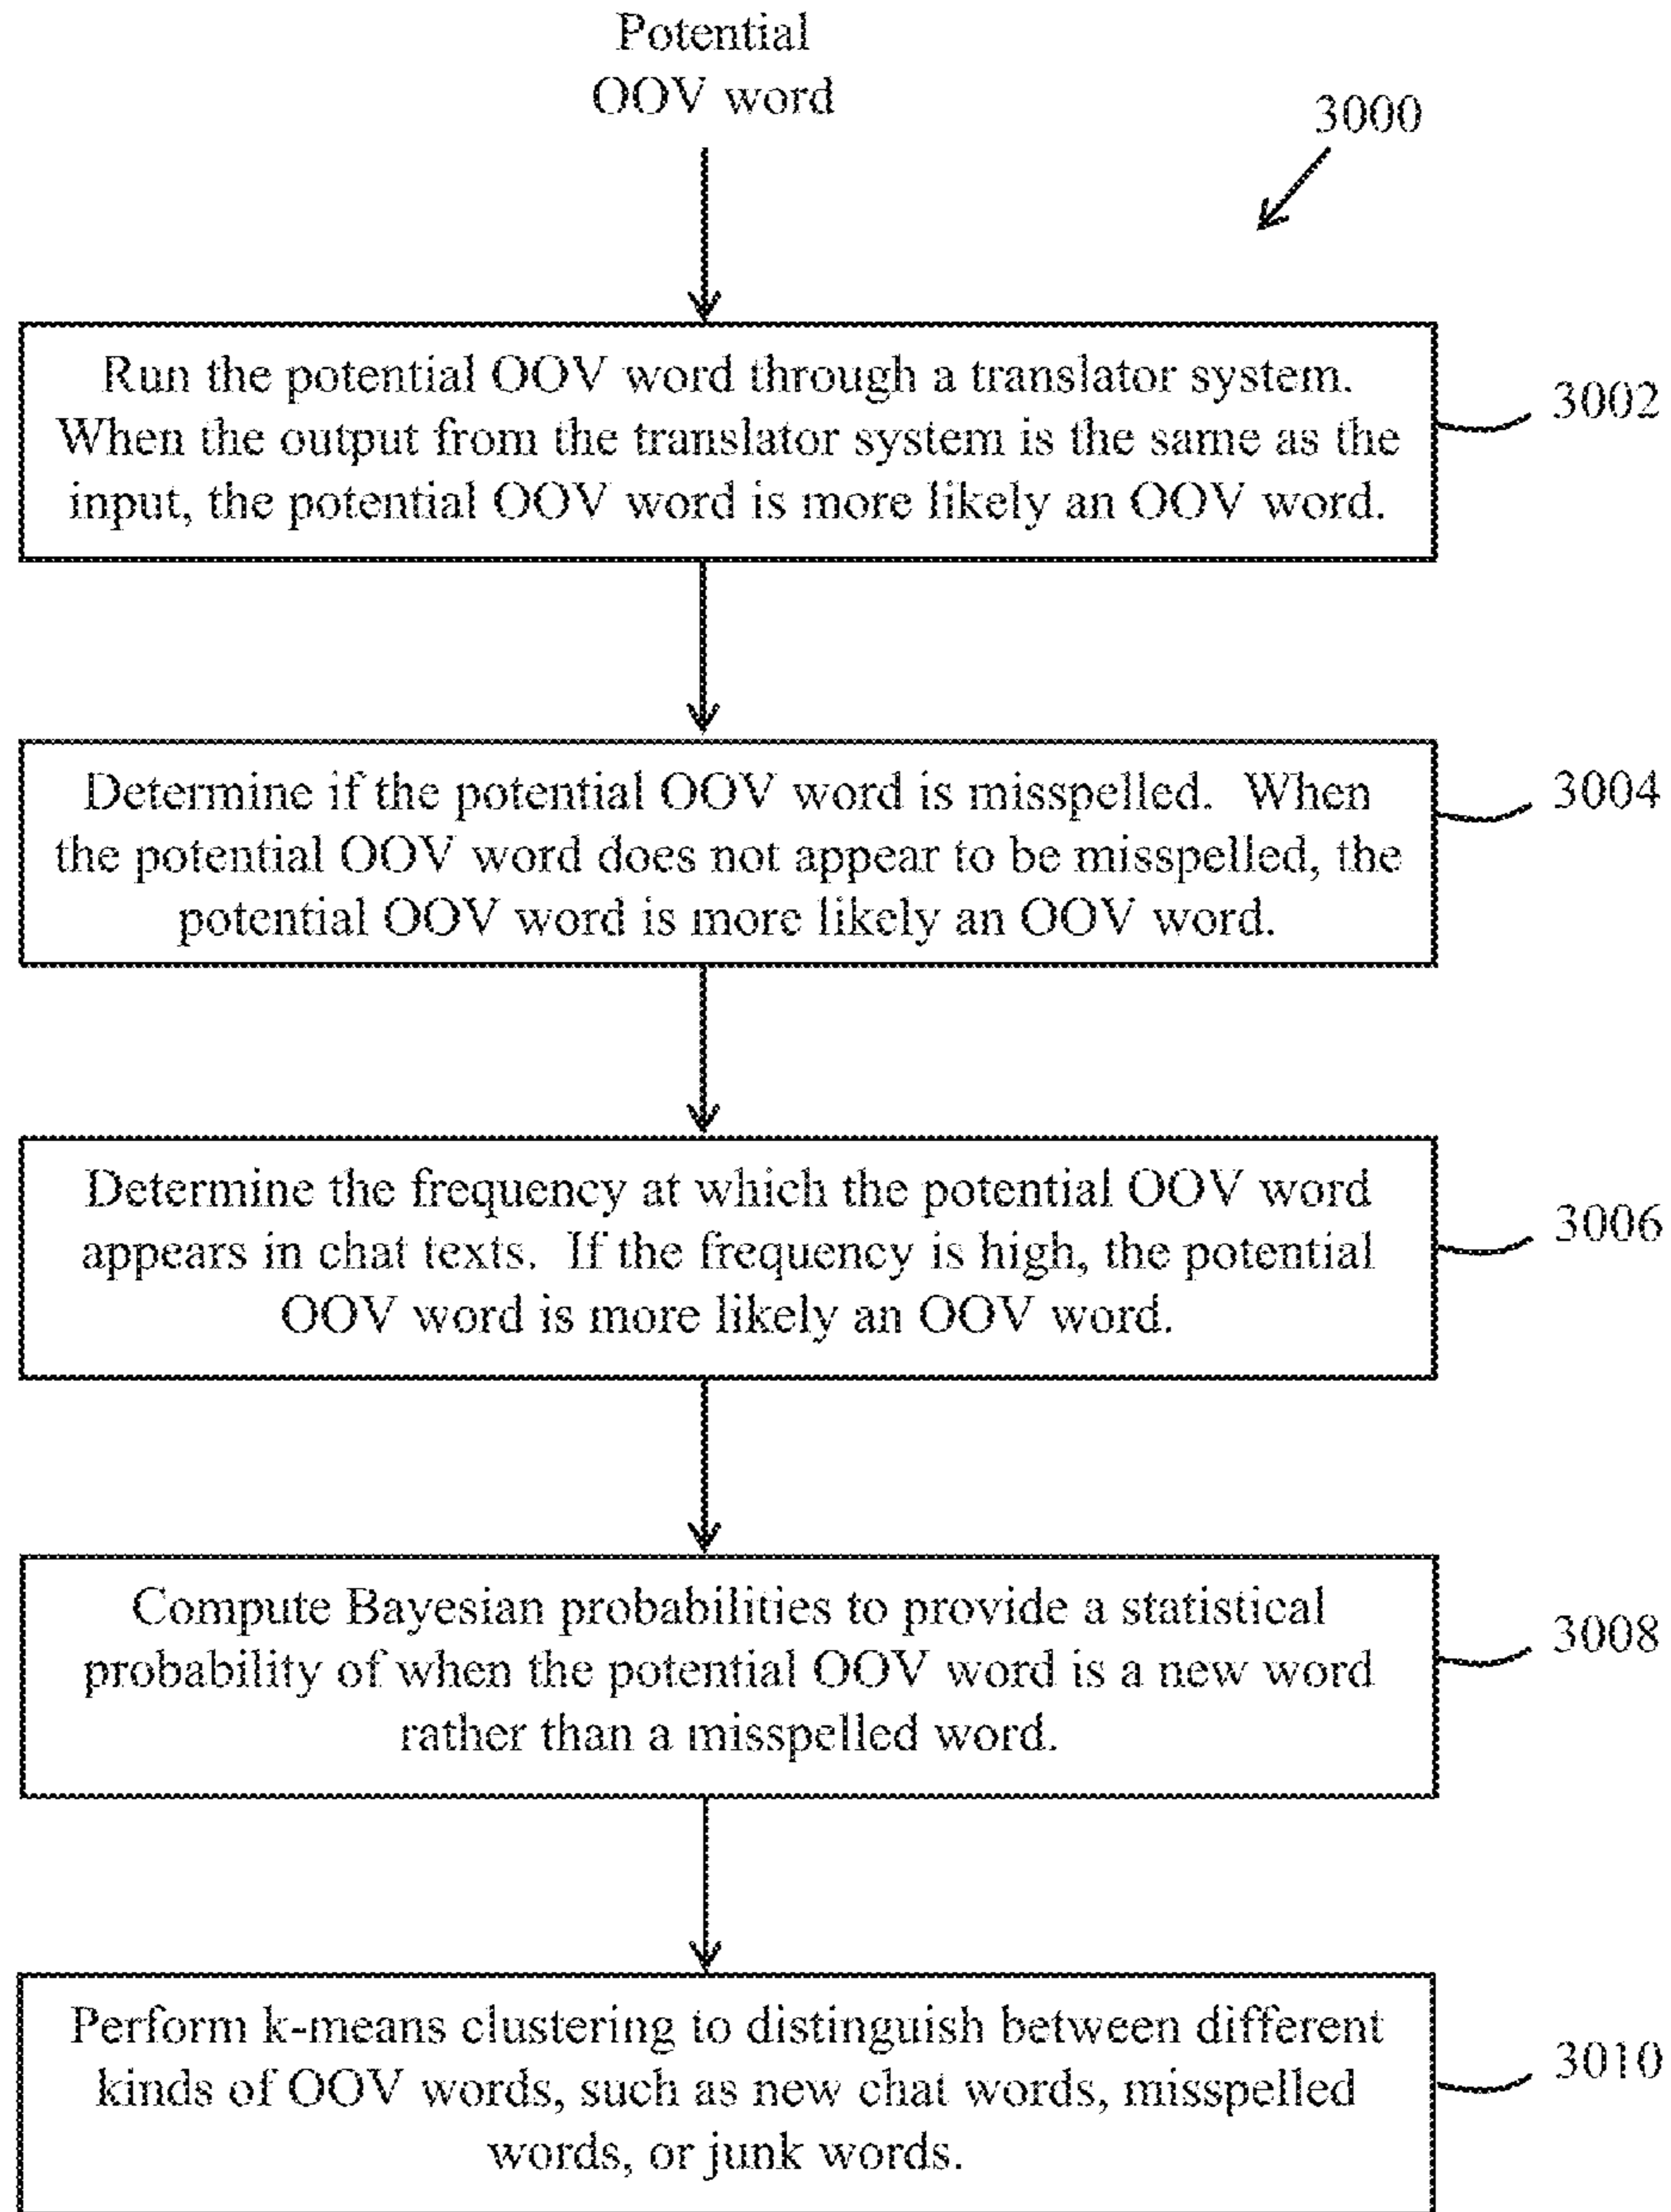 Potential
OOV word
3000
Run the potential OOV word through a translator system.
When the output from the translator system is the same as the
input, the potential OOV word is more likely an OOV word.
3002
Determine if the potential OOV word is misspelled.  When
the potential OOV word does not appear to be misspelled, the
potential OOV word is more likely an OOV word.
3004
Determine the frequency at which the potential OOV word
appears in chat texts.  If the frequency is high, the potential
OOV word is more likely an OOV word.
3006
Compute Bayesian probabilities to provide a statistical
probability of when the potential OOV word is a new word
rather than a misspelled word.
3008
Perform k-means clustering to distinguish between different
kinds of OOV words, such as new chat words, misspelled
words, or junk words.
3010